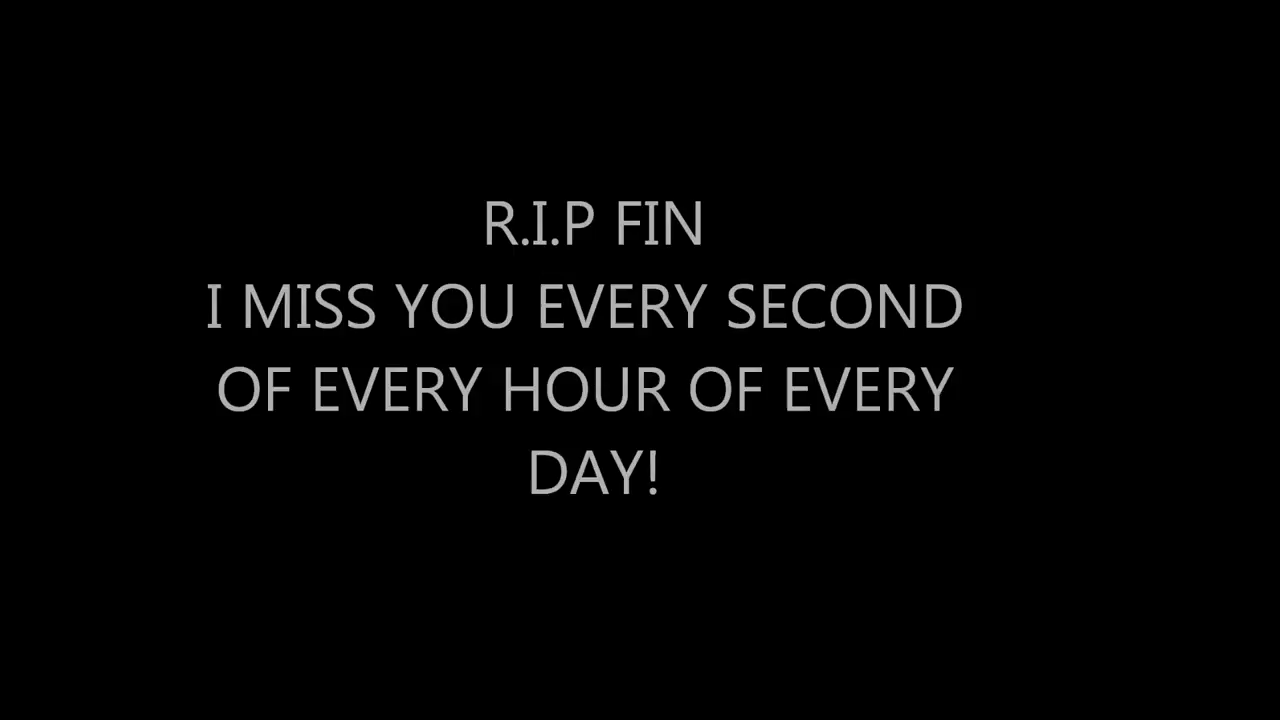 R.I.P FIN
I MISS YOU EVERY SECOND
OF EVERY HOUR OF EVERY
DAY!